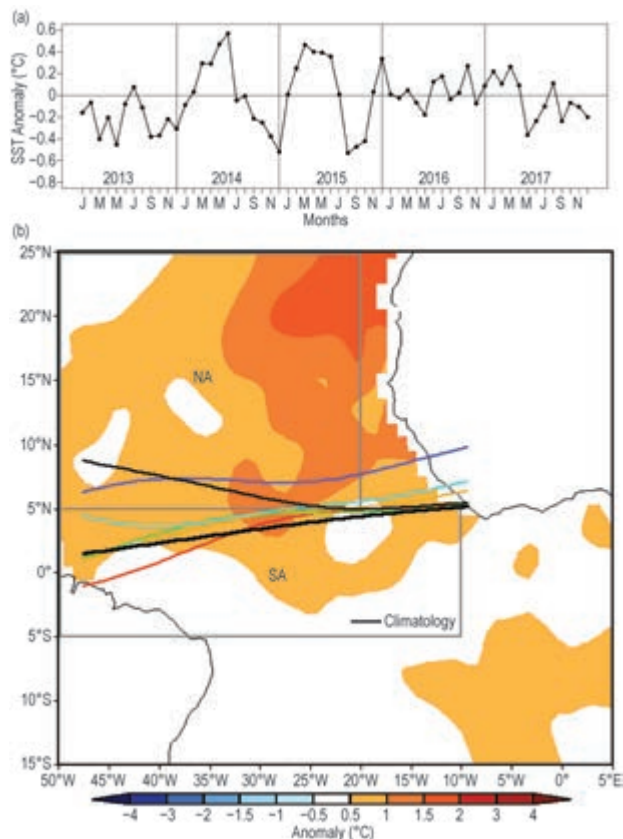 (a)
0.6
0.4
0.2
0
−0.2
−0.4
−0.6
−0.8
SST Anomaly (°C)
2013 2014 2015 2016 2017
J M M J S N J M M J S N J M M J S N J M M J S N J M M J S N
Months
(b)
25°N
20°N
15°N
10°N
5°N
0°
5°S
10°S
15°S
NA
SA
Climatology
50°W 45°W 40°W 35°W 30°W 25°W 20°W 15°W 10°W 5°W 0° 5°E
−4 −3 −2 −1.5 −1 −0.5 0.5 1 1.5 2 3 4
Anomaly (°C)